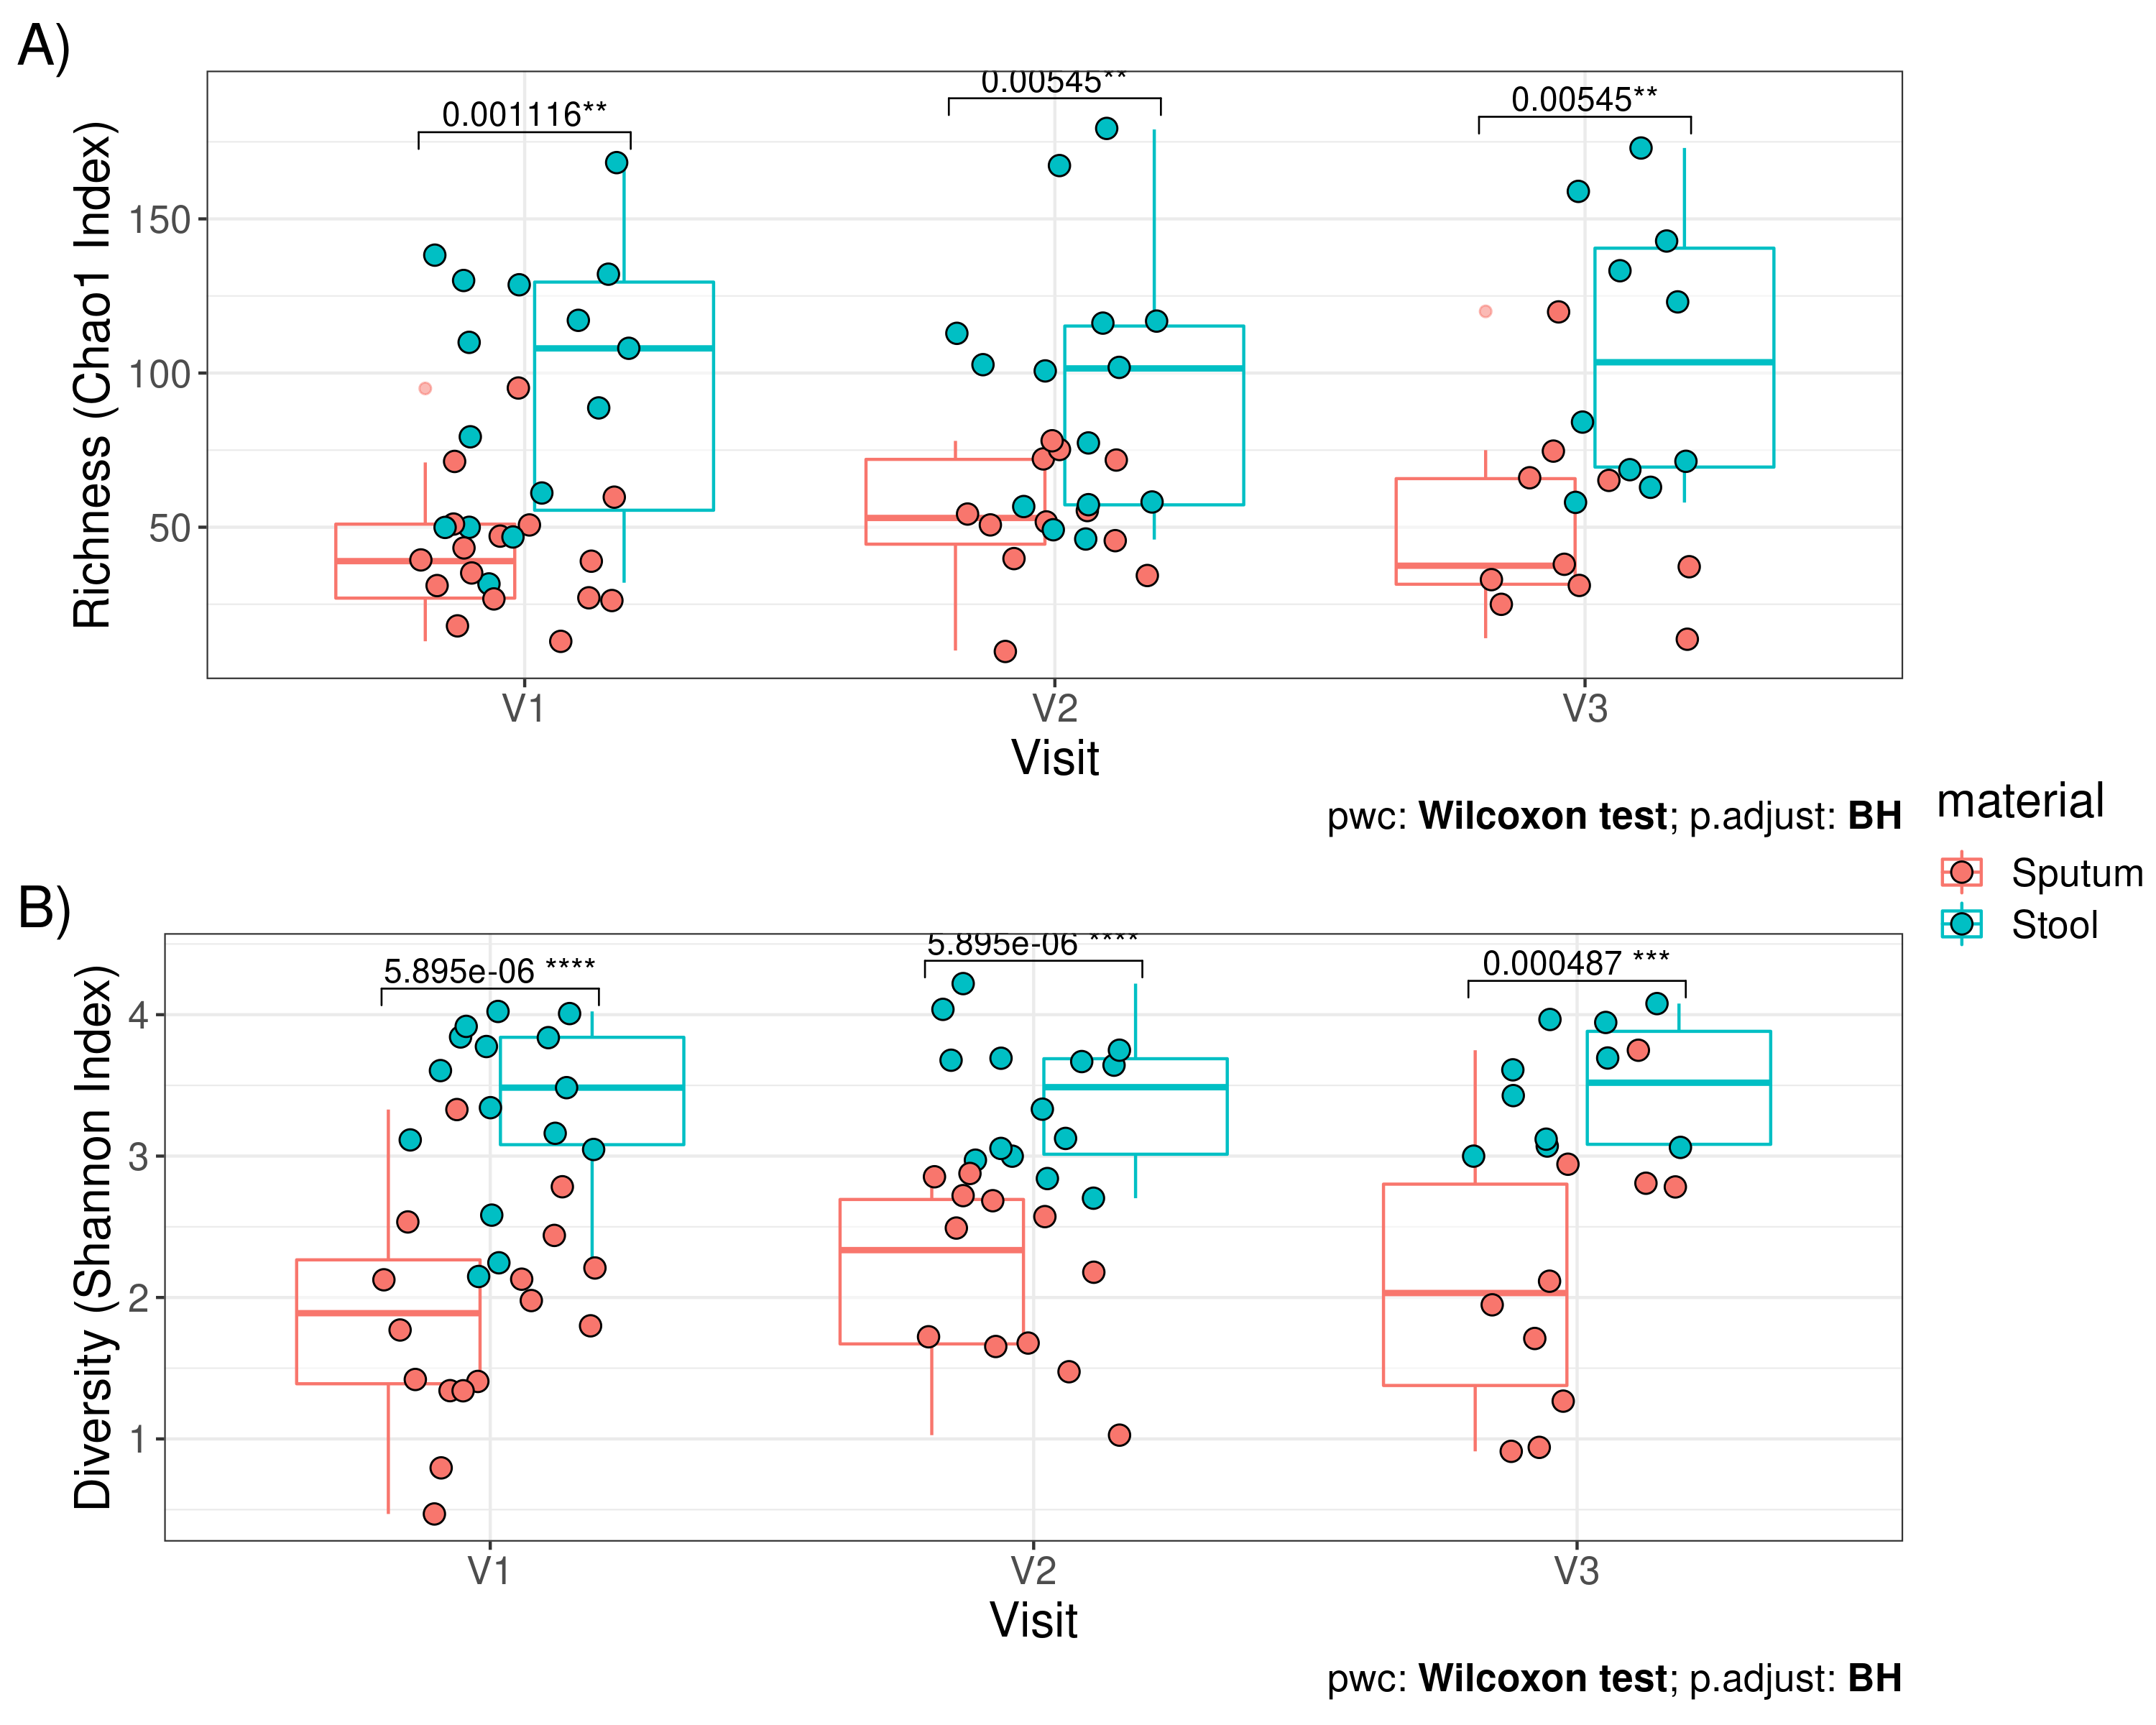 A)
Richness (Chao1 Index)
0.001116**
0.00545**
0.00545**
150
100
50
V1
V2
V3
Visit
pwc: Wilcoxon test; p.adjust: BH
material
Sputum
Stool
B)
Diversity (Shannon Index)
5.895e-06 ****
5.895e-06 ****
0.000487 ***
4
3
2
1
V1
V2
V3
Visit
pwc: Wilcoxon test; p.adjust: BH